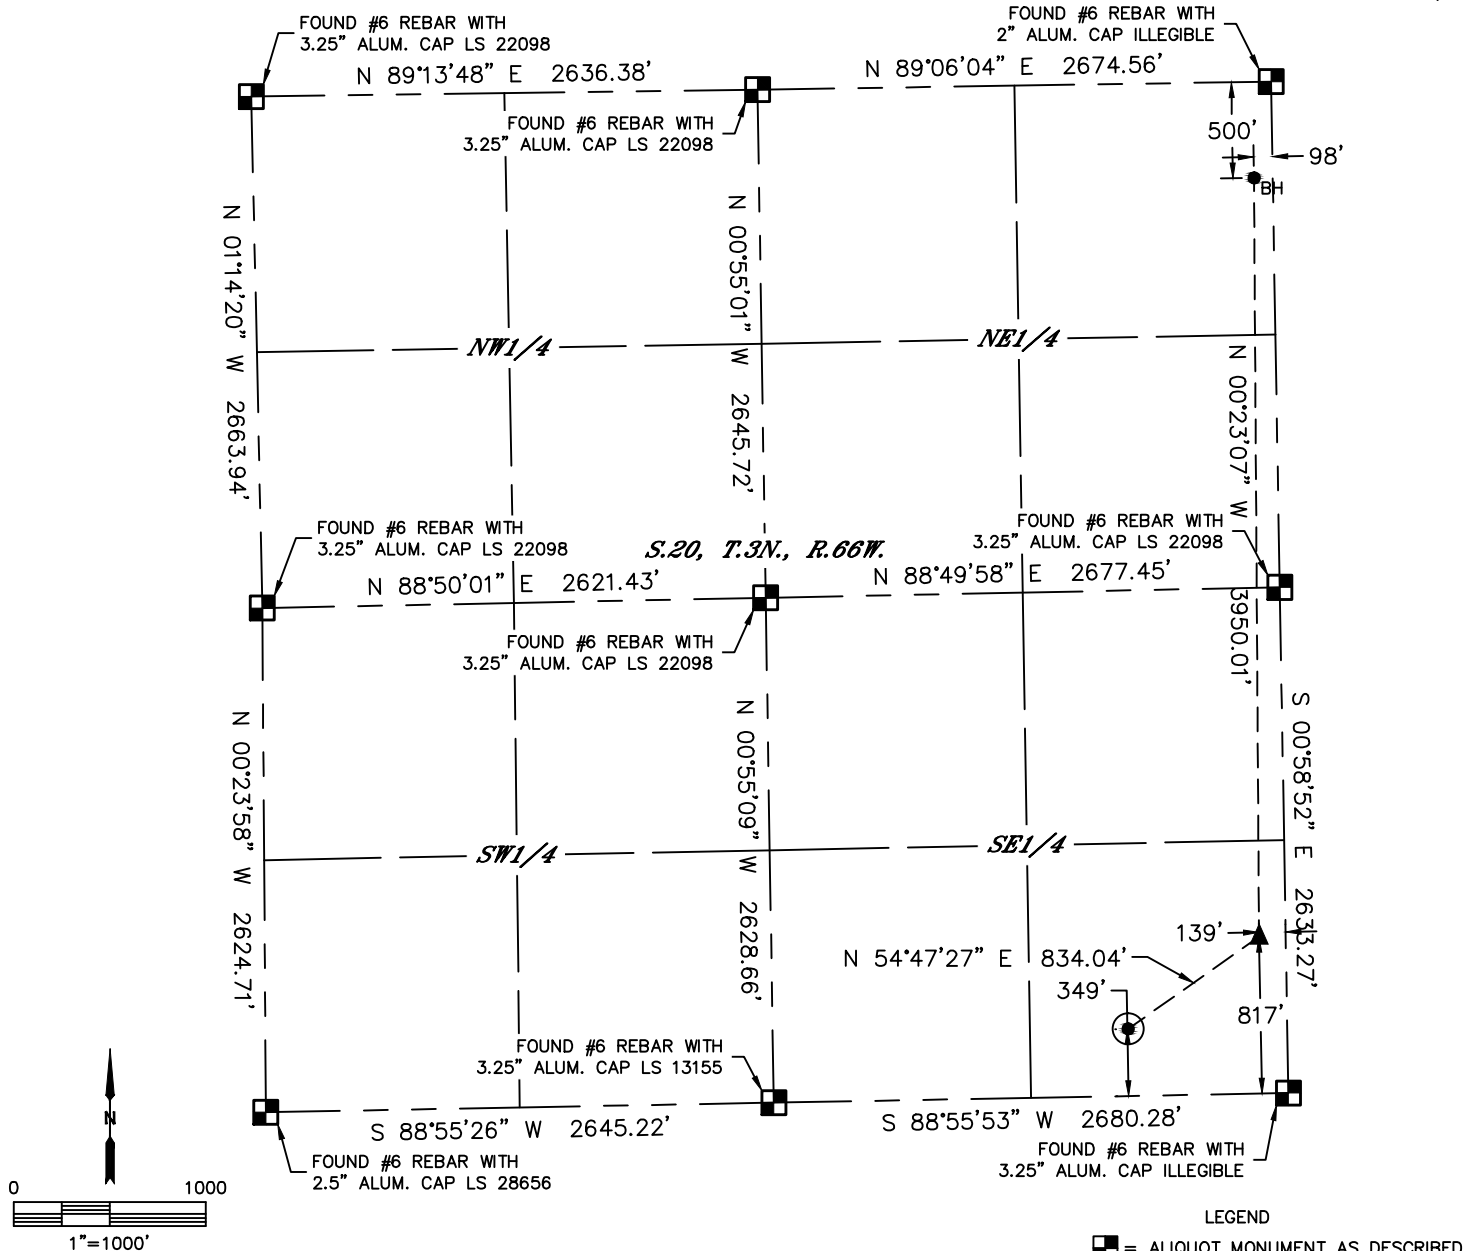 FOUND #6 REBAR WITH
3.25" ALUM. CAP LS 22098
FOUND #6 REBAR WITH
2" ALUM. CAP ILLEGIBLE
N 89°13'48" E 2636.38'
N 89°06'04" E 2674.56'
FOUND #6 REBAR WITH
3.25" ALUM. CAP LS 22098
500'
98'
BH
N 01°14'20" W 2663.94'
N 00°55'01" W 2645.72'
NW1/4
NE1/4
N 00°23'07" W 3950.01'
FOUND #6 REBAR WITH
3.25" ALUM. CAP LS 22098
S.20, T.3N., R.66W.
FOUND #6 REBAR WITH
3.25" ALUM. CAP LS 22098
N 88°50'01" E 2621.43'
N 88°49'58" E 2677.45'
FOUND #6 REBAR WITH
3.25" ALUM. CAP LS 22098
N 00°23'58" W 2624.71'
N 00°55'09" W 2628.66'
S 00°58'52" E 2633.27'
SW1/4
SE1/4
139'
N 54°47'27" E 834.04'
349'
817'
FOUND #6 REBAR WITH
3.25" ALUM. CAP LS 13155
S 88°55'26" W 2645.22'
S 88°55'53" W 2680.28'
FOUND #6 REBAR WITH
2.5" ALUM. CAP LS 28656
FOUND #6 REBAR WITH
3.25" ALUM. CAP ILLEGIBLE
N
0 1000
1"=1000'
LEGEND
= ALIQUOT MONUMENT AS DESCRIBED